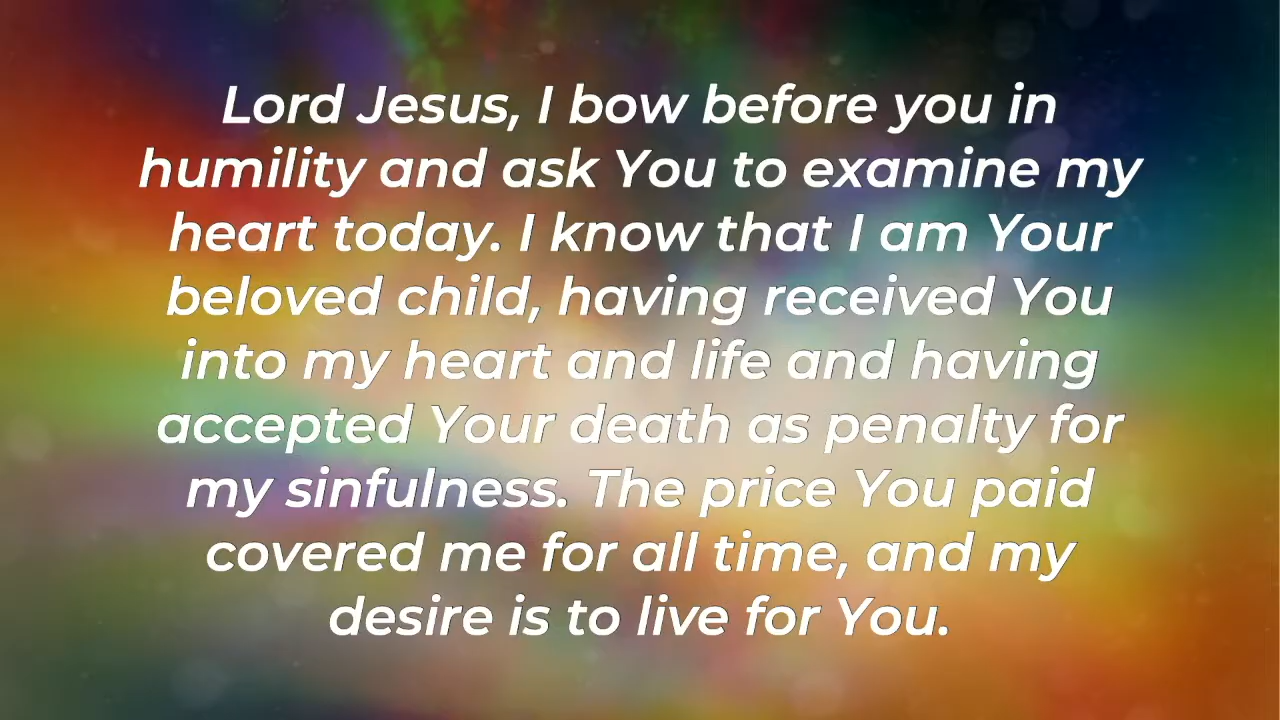 Lord Jesus, I bow before you in
humility and ask You to examine my
heart today. I know that I am Your
beloved child, having received You
into my heart and life and having
accepted Your death as penalty for
my sinfulness. The price You paid
covered me for all time, and my
desire is to live for You.